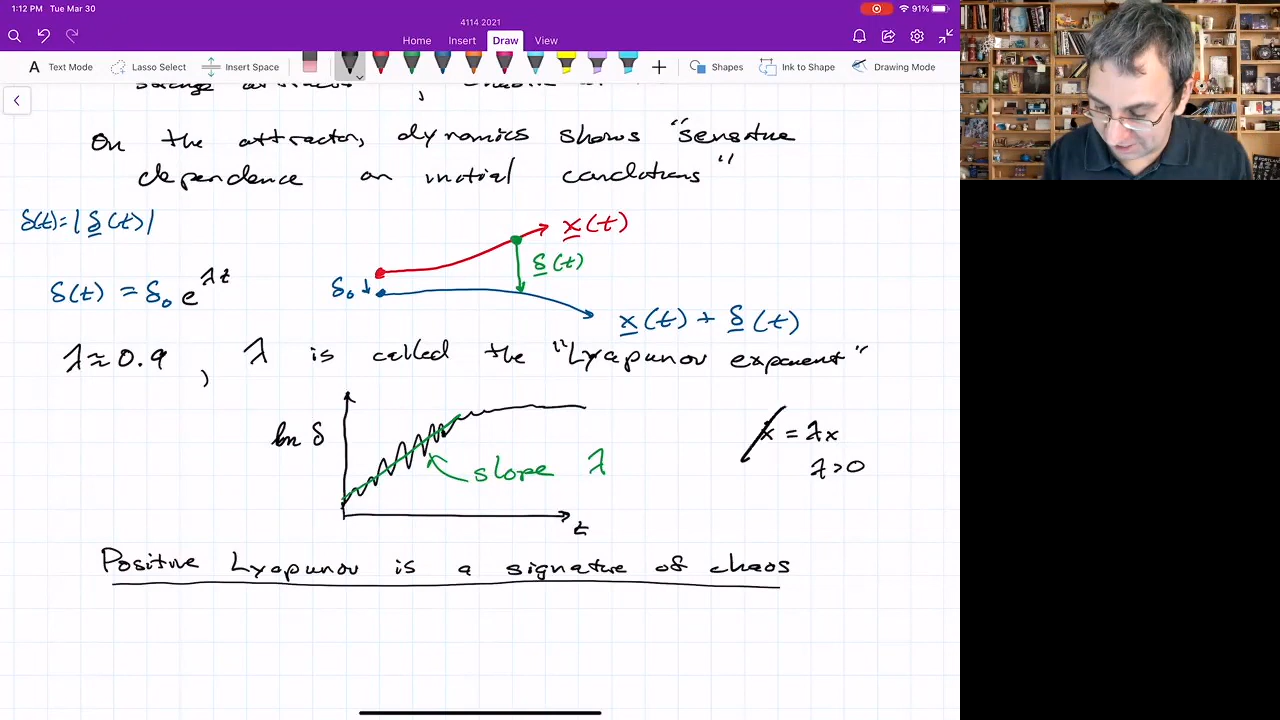 1:12 PM Tue Mar 30
91%
4114 2021
Home Insert Draw View
Text Mode Lasso Select Insert Space Shapes Ink to Shape Drawing Mode
On the attractor, dynamics shows "sensitive
dependence on initial conditions"
δ(t)=|δ(t)|
x(t)
δ(t)
δ(t) = δ₀ e^λt
δ₀
x(t) + δ(t)
λ≈0.9, λ is called the "Lyapunov exponent"
ln δ
ẋ = λx
slope λ
λ>0
t
Positive Lyapunov is a signature of chaos